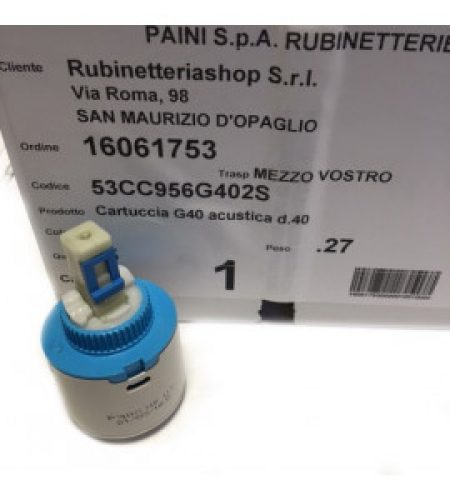 PAINI S.p.A. RUBINETTERIE
Cliente Rubinetteriashop S.r.l.
Via Roma, 98
SAN MAURIZIO D'OPAGLIO
Ordine 16061753
Trasp MEZZO VOSTRO
Codice 53CC956G402S
Prodotto Cartuccia G40 acustica d.40
Peso .27
1